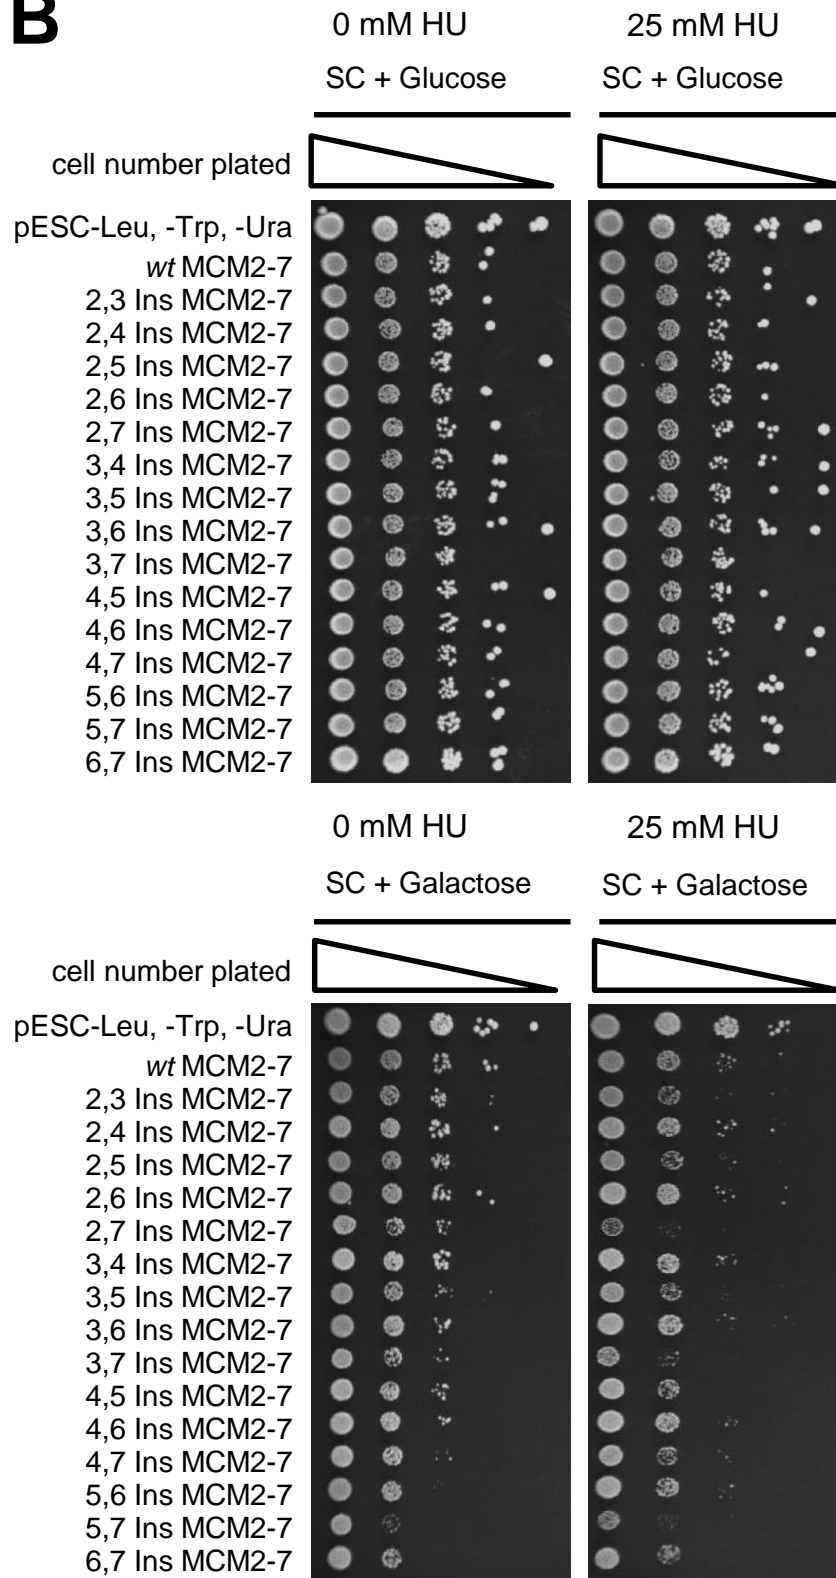 B
0 mM HU 25 mM HU
SC + Glucose SC + Glucose
cell number plated
pESC-Leu, -Trp, -Ura
wt MCM2-7
2,3 Ins MCM2-7
2,4 Ins MCM2-7
2,5 Ins MCM2-7
2,6 Ins MCM2-7
2,7 Ins MCM2-7
3,4 Ins MCM2-7
3,5 Ins MCM2-7
3,6 Ins MCM2-7
3,7 Ins MCM2-7
4,5 Ins MCM2-7
4,6 Ins MCM2-7
4,7 Ins MCM2-7
5,6 Ins MCM2-7
5,7 Ins MCM2-7
6,7 Ins MCM2-7
0 mM HU 25 mM HU
SC + Galactose SC + Galactose
cell number plated
pESC-Leu, -Trp, -Ura
wt MCM2-7
2,3 Ins MCM2-7
2,4 Ins MCM2-7
2,5 Ins MCM2-7
2,6 Ins MCM2-7
2,7 Ins MCM2-7
3,4 Ins MCM2-7
3,5 Ins MCM2-7
3,6 Ins MCM2-7
3,7 Ins MCM2-7
4,5 Ins MCM2-7
4,6 Ins MCM2-7
4,7 Ins MCM2-7
5,6 Ins MCM2-7
5,7 Ins MCM2-7
6,7 Ins MCM2-7